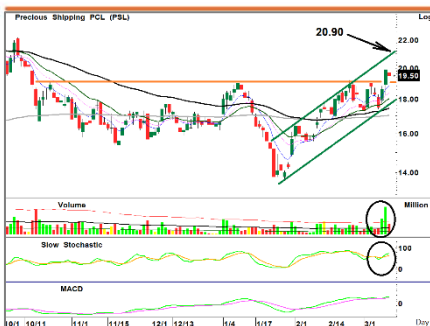 Precious Shipping PCL (PSL)
Log
20.90
22.00
19.50
18.00
16.00
14.00
Volume
Million
Slow Stochastic
100
0
MACD
0
10/1 10/11 11/1 11/15 12/1 12/13 1/4 1/17 2/1 2/14 3/1 Day